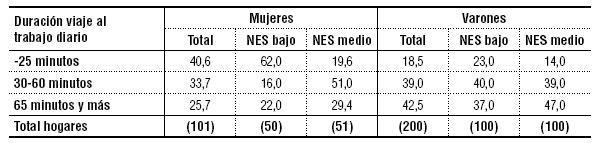 Duración viaje al trabajo diario Mujeres Varones
Total NES bajo NES medio Total NES bajo NES medio
-25 minutos 40,6 62,0 19,6 18,5 23,0 14,0
30-60 minutos 33,7 16,0 51,0 39,0 40,0 39,0
65 minutos y más 25,7 22,0 29,4 42,5 37,0 47,0
Total hogares (101) (50) (51) (200) (100) (100)